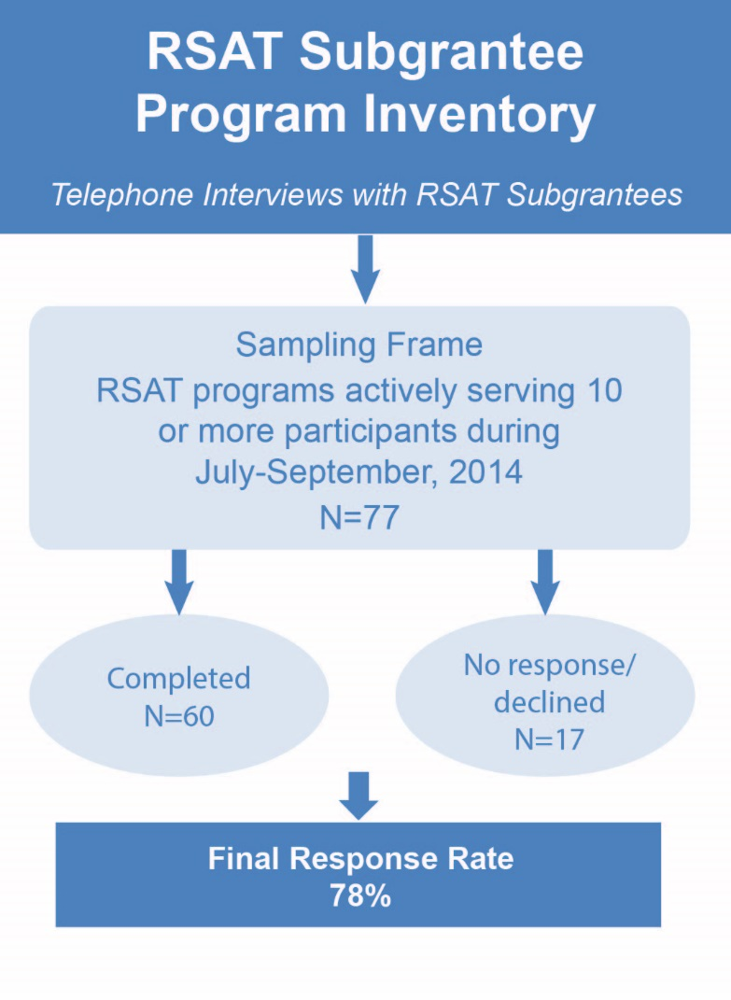 RSAT Subgrantee
Program Inventory
Telephone Interviews with RSAT Subgrantees
Sampling Frame
RSAT programs actively serving 10
or more participants during
July-September, 2014
N=77
Completed
N=60
No response/
declined
N=17
Final Response Rate
78%